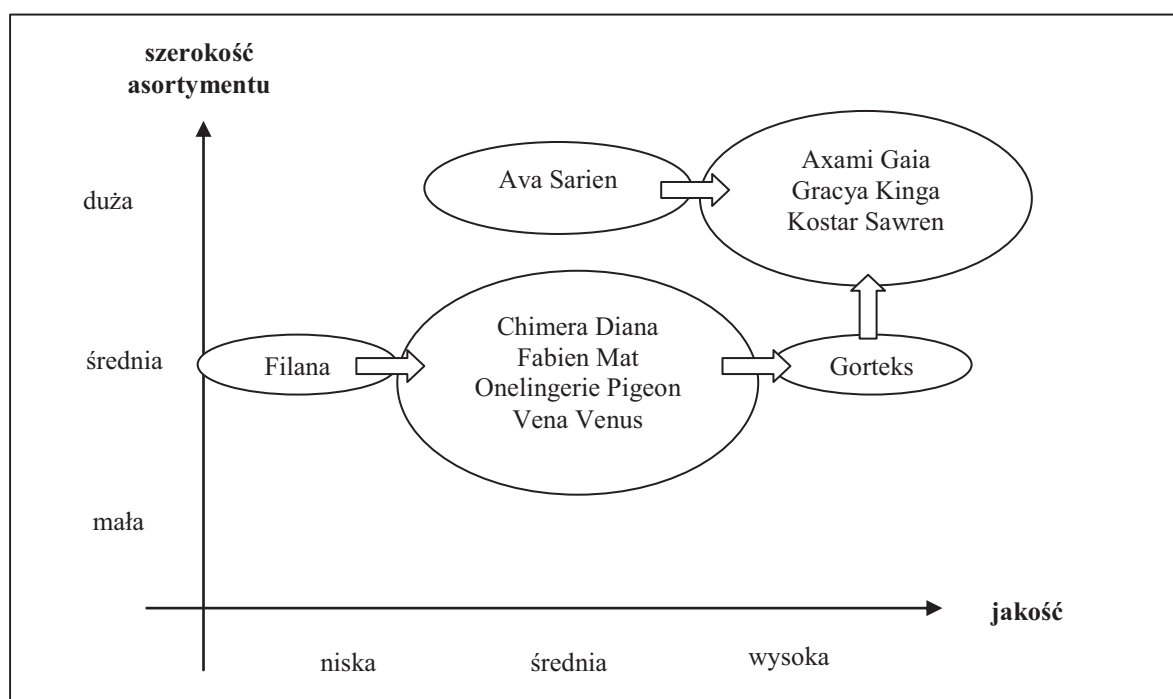 szerokość
asortymentu
Ava Sarien
Axami Gaia
Gracya Kinga
Kostar Sawren
duża
Chimera Diana
Fabien Mat
Onelingerie Pigeon
Vena Venus
średnia
Filana
Gorteks
mała
jakość
niska
średnia
wysoka